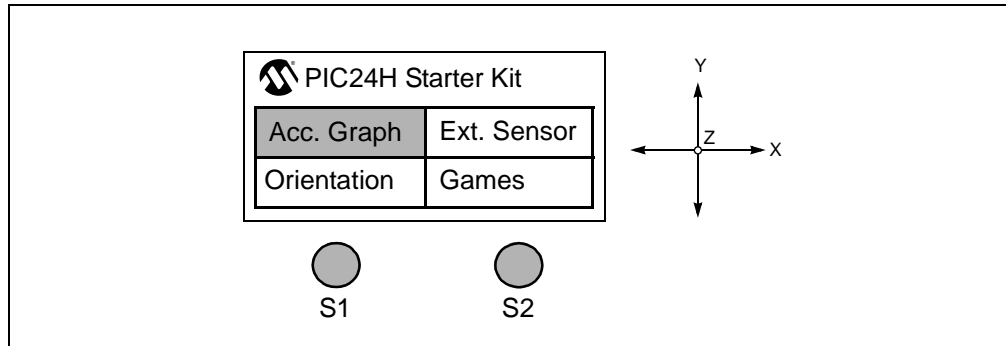 PIC24H Starter Kit
Acc. Graph Ext. Sensor
Orientation Games
S1 S2
Y
Z
X